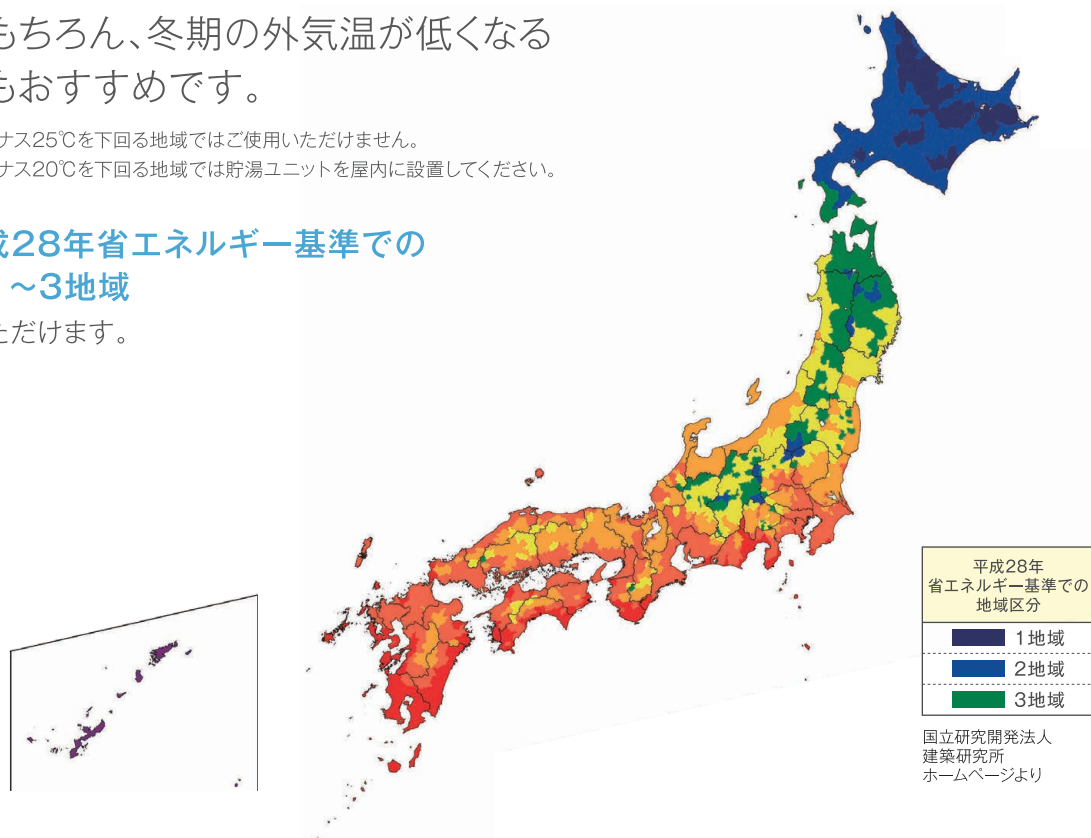 もちろん、冬期の外気温が低くなる
もおすすめです。
ナス25℃を下回る地域ではご使用いただけません。
ナス20℃を下回る地域では貯湯ユニットを屋内に設置してください。
成28年省エネルギー基準での
～3地域
ただけます。
平成28年
省エネルギー基準での
地域区分
1地域
2地域
3地域
国立研究開発法人
建築研究所
ホームページより